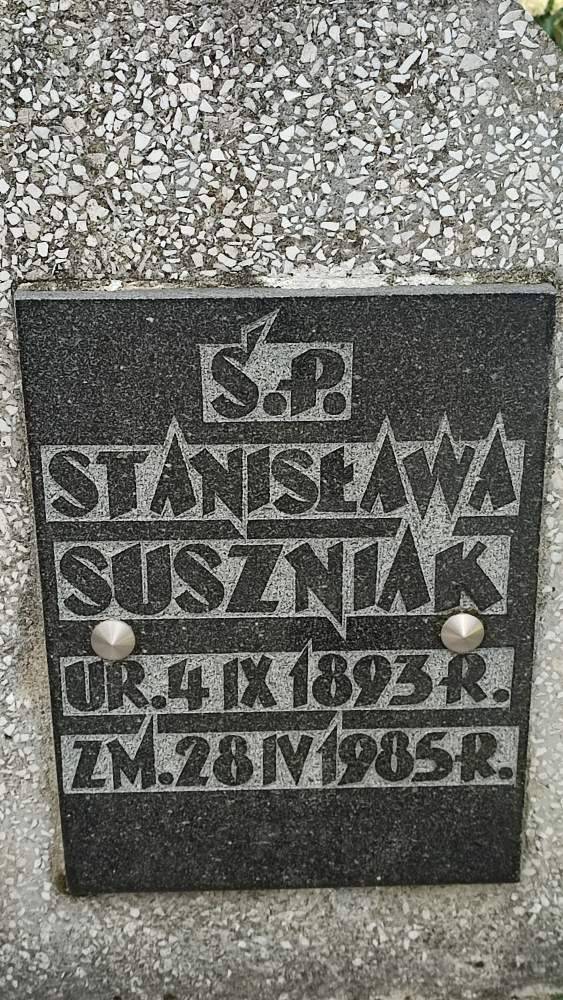 Ś.P.
STANISŁAWA
SUSZNIAK
UR. 4 IX 1893 R.
ZM. 28 IV 1985 R.